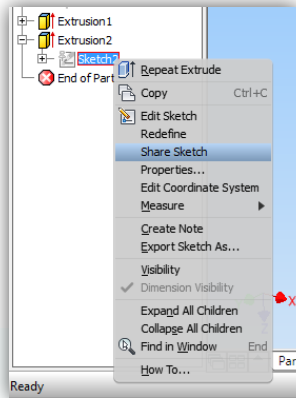 Extrusion1
Extrusion2
Sketch2
End of Part
Repeat Extrude
Copy Ctrl+C
Edit Sketch
Redefine
Share Sketch
Properties...
Edit Coordinate System
Measure
Create Note
Export Sketch As...
Visibility
Dimension Visibility
Expand All Children
Collapse All Children
Find in Window End
How To...
X
Par
Ready